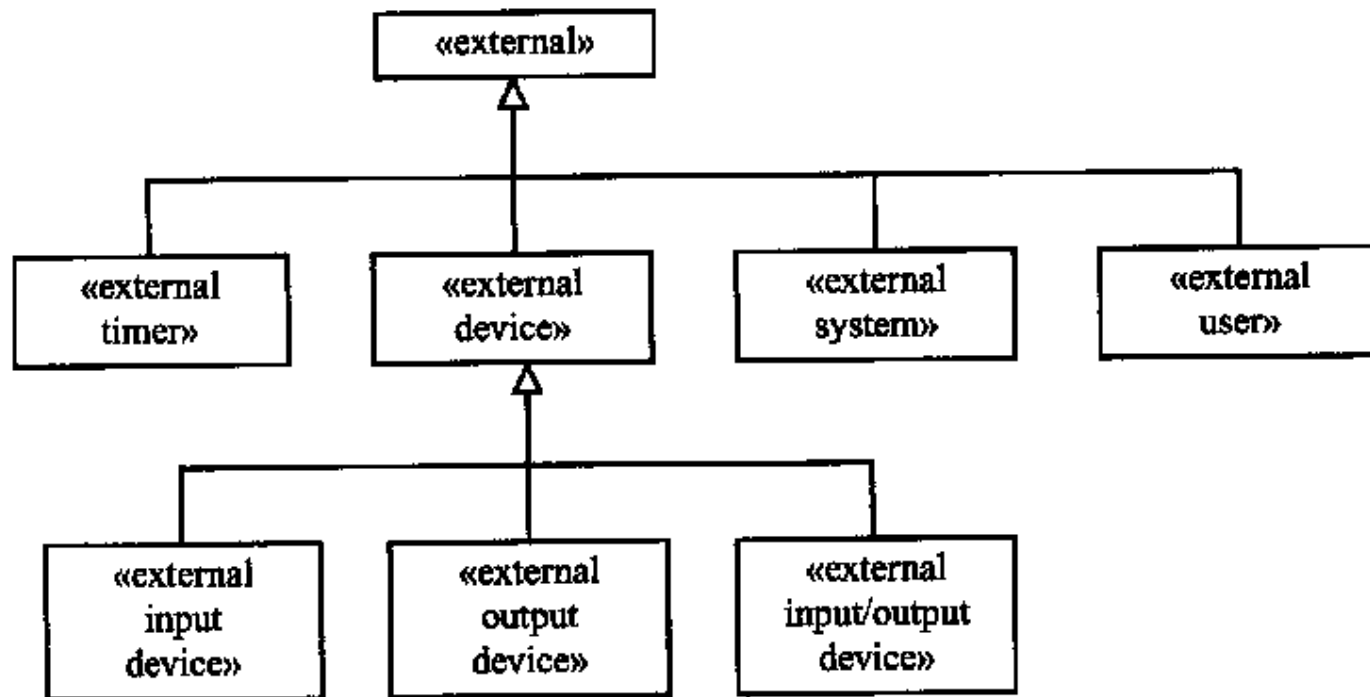 «external»
«external
timer»
«external
device»
«external
system»
«external
user»
«external
input
device»
«external
output
device»
«external
input/output
device»